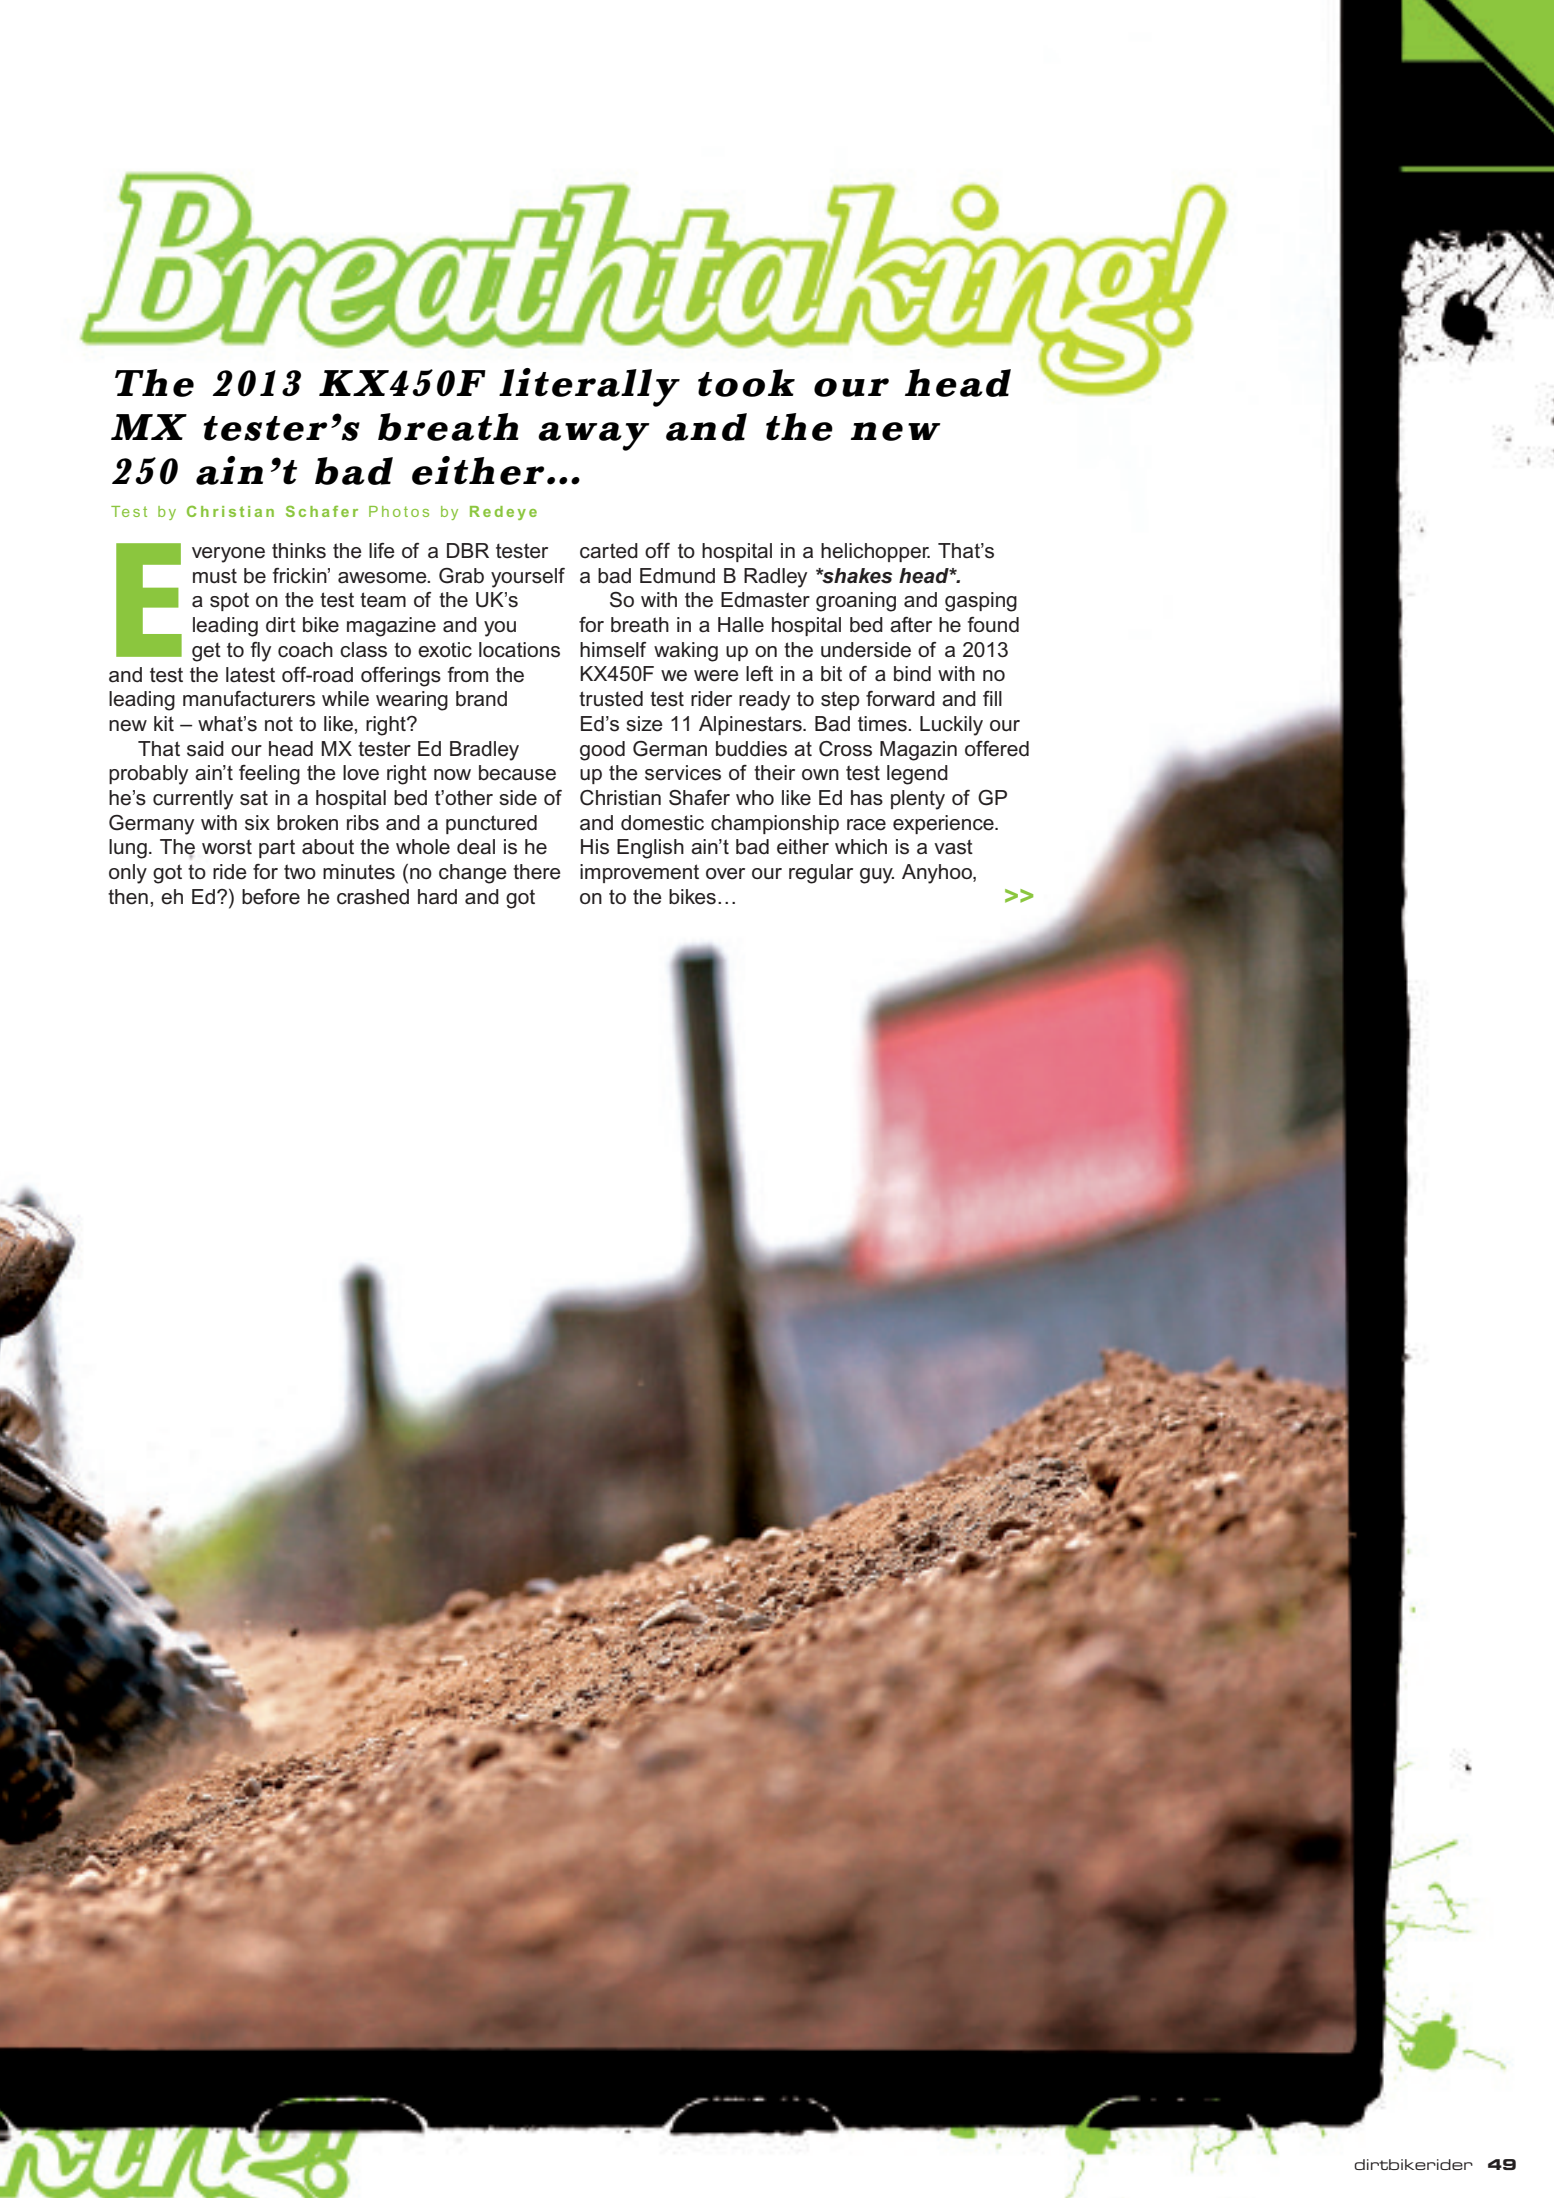 Breathtaking!
The 2013 KX450F literally took our head
MX tester's breath away and the new
250 ain't bad either...
Test by Christian Schafer Photos by Redeye
Everyone thinks the life of a DBR tester
must be frickin' awesome. Grab yourself
a spot on the test team of the UK's
leading dirt bike magazine and you
get to fly coach class to exotic locations
and test the latest off-road offerings from the
leading manufacturers while wearing brand
new kit – what's not to like, right?
That said our head MX tester Ed Bradley
probably ain't feeling the love right now because
he's currently sat in a hospital bed t'other side of
Germany with six broken ribs and a punctured
lung. The worst part about the whole deal is he
only got to ride for two minutes (no change there
then, eh Ed?) before he crashed hard and got
carted off to hospital in a helichopper. That's
a bad Edmund B Radley *shakes head*.
So with the Edmaster groaning and gasping
for breath in a Halle hospital bed after he found
himself waking up on the underside of a 2013
KX450F we were left in a bit of a bind with no
trusted test rider ready to step forward and fill
Ed's size 11 Alpinestars. Bad times. Luckily our
good German buddies at Cross Magazin offered
up the services of their own test legend
Christian Shafer who like Ed has plenty of GP
and domestic championship race experience.
His English ain't bad either which is a vast
improvement over our regular guy. Anyhoo,
on to the bikes…
>>
king!
dirtbikerider 49